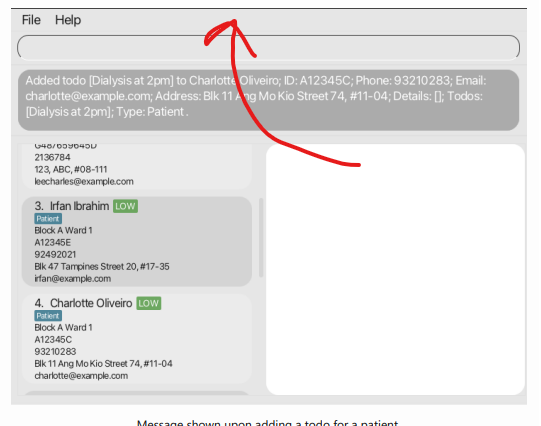 File Help
Added todo [Dialysis at 2pm] to Charlotte Oliveiro; ID: A12345C; Phone: 93210283; Email:
charlotte@example.com; Address: Blk 11 Ang Mo Kio Street 74, #11-04; Details: []; Todos:
[Dialysis at 2pm]; Type: Patient .
G487659645D
2136784
123, ABC, #08-111
leecharles@example.com
3. Irfan Ibrahim LOW
Patient
Block A Ward 1
A12345E
92492021
Blk 47 Tampines Street 20, #17-35
irfan@example.com
4. Charlotte Oliveiro LOW
Patient
Block A Ward 1
A12345C
93210283
Blk 11 Ang Mo Kio Street 74, #11-04
charlotte@example.com
Message shown upon adding a todo for a patient